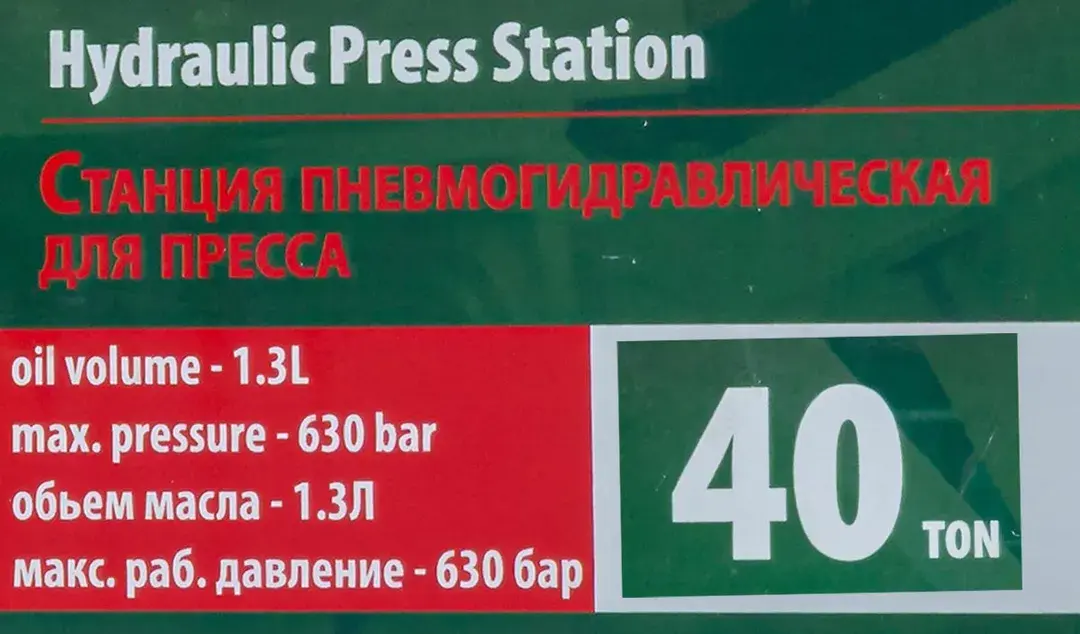 Hydraulic Press Station
СТАНЦИЯ ПНЕВМОГИДРАВЛИЧЕСКАЯ
ДЛЯ ПРЕССА
oil volume - 1.3L
max. pressure - 630 bar
обьем масла - 1.3Л
макс. раб. давление - 630 бар
40 TON